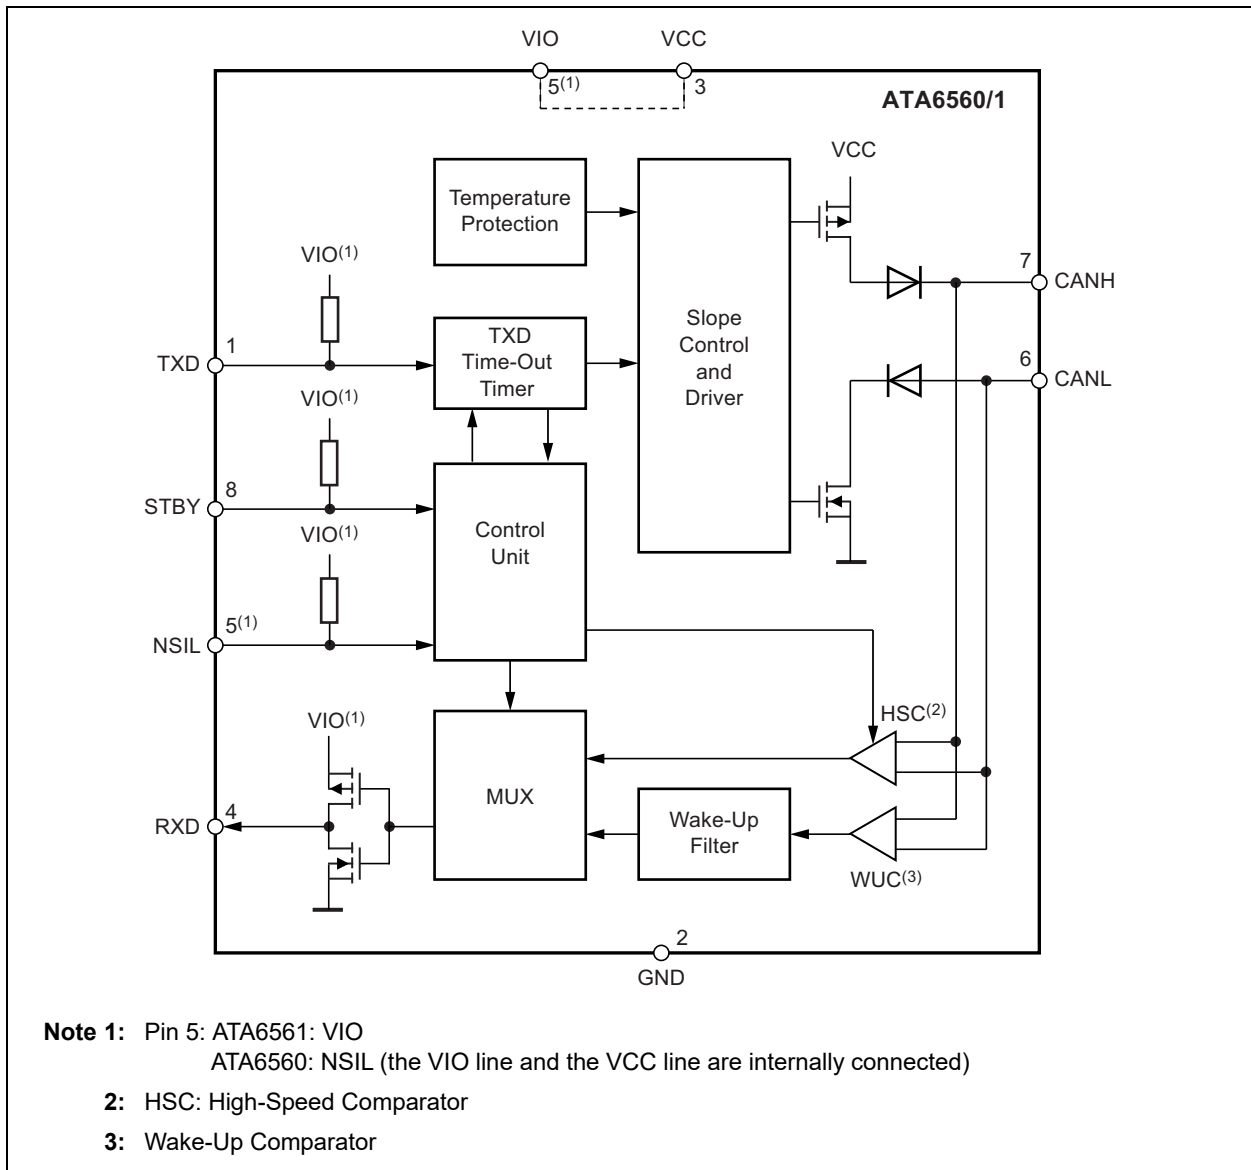 VIO VCC
5(1) 3
ATA6560/1
VCC
Temperature
Protection
VIO(1)
7
CANH
TXD
Time-Out
Timer
Slope
Control
and
Driver
1
TXD
6
CANL
VIO(1)
8
STBY
Control
Unit
VIO(1)
5(1)
NSIL
HSC(2)
VIO(1)
MUX
4
RXD
Wake-Up
Filter
WUC(3)
2
GND
Note 1: Pin 5: ATA6561: VIO
ATA6560: NSIL (the VIO line and the VCC line are internally connected)
2: HSC: High-Speed Comparator
3: Wake-Up Comparator